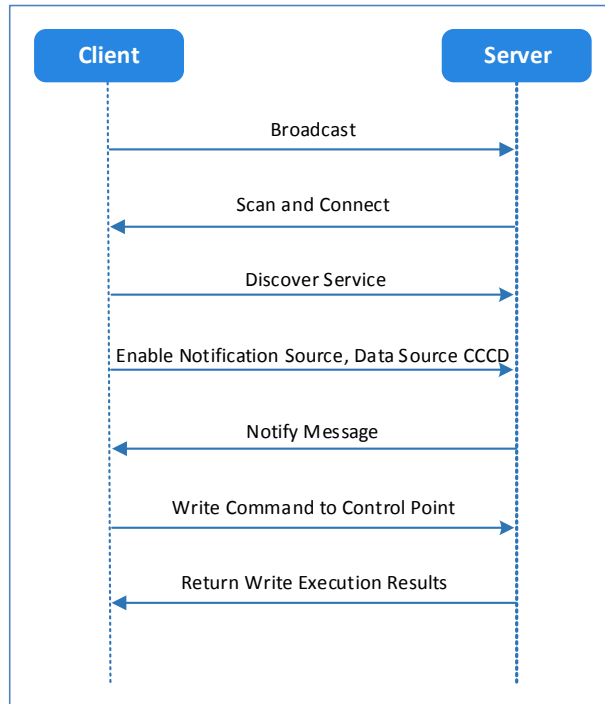 Client
Server
Broadcast
Scan and Connect
Discover Service
Enable Notification Source, Data Source CCCD
Notify Message
Write Command to Control Point
Return Write Execution Results